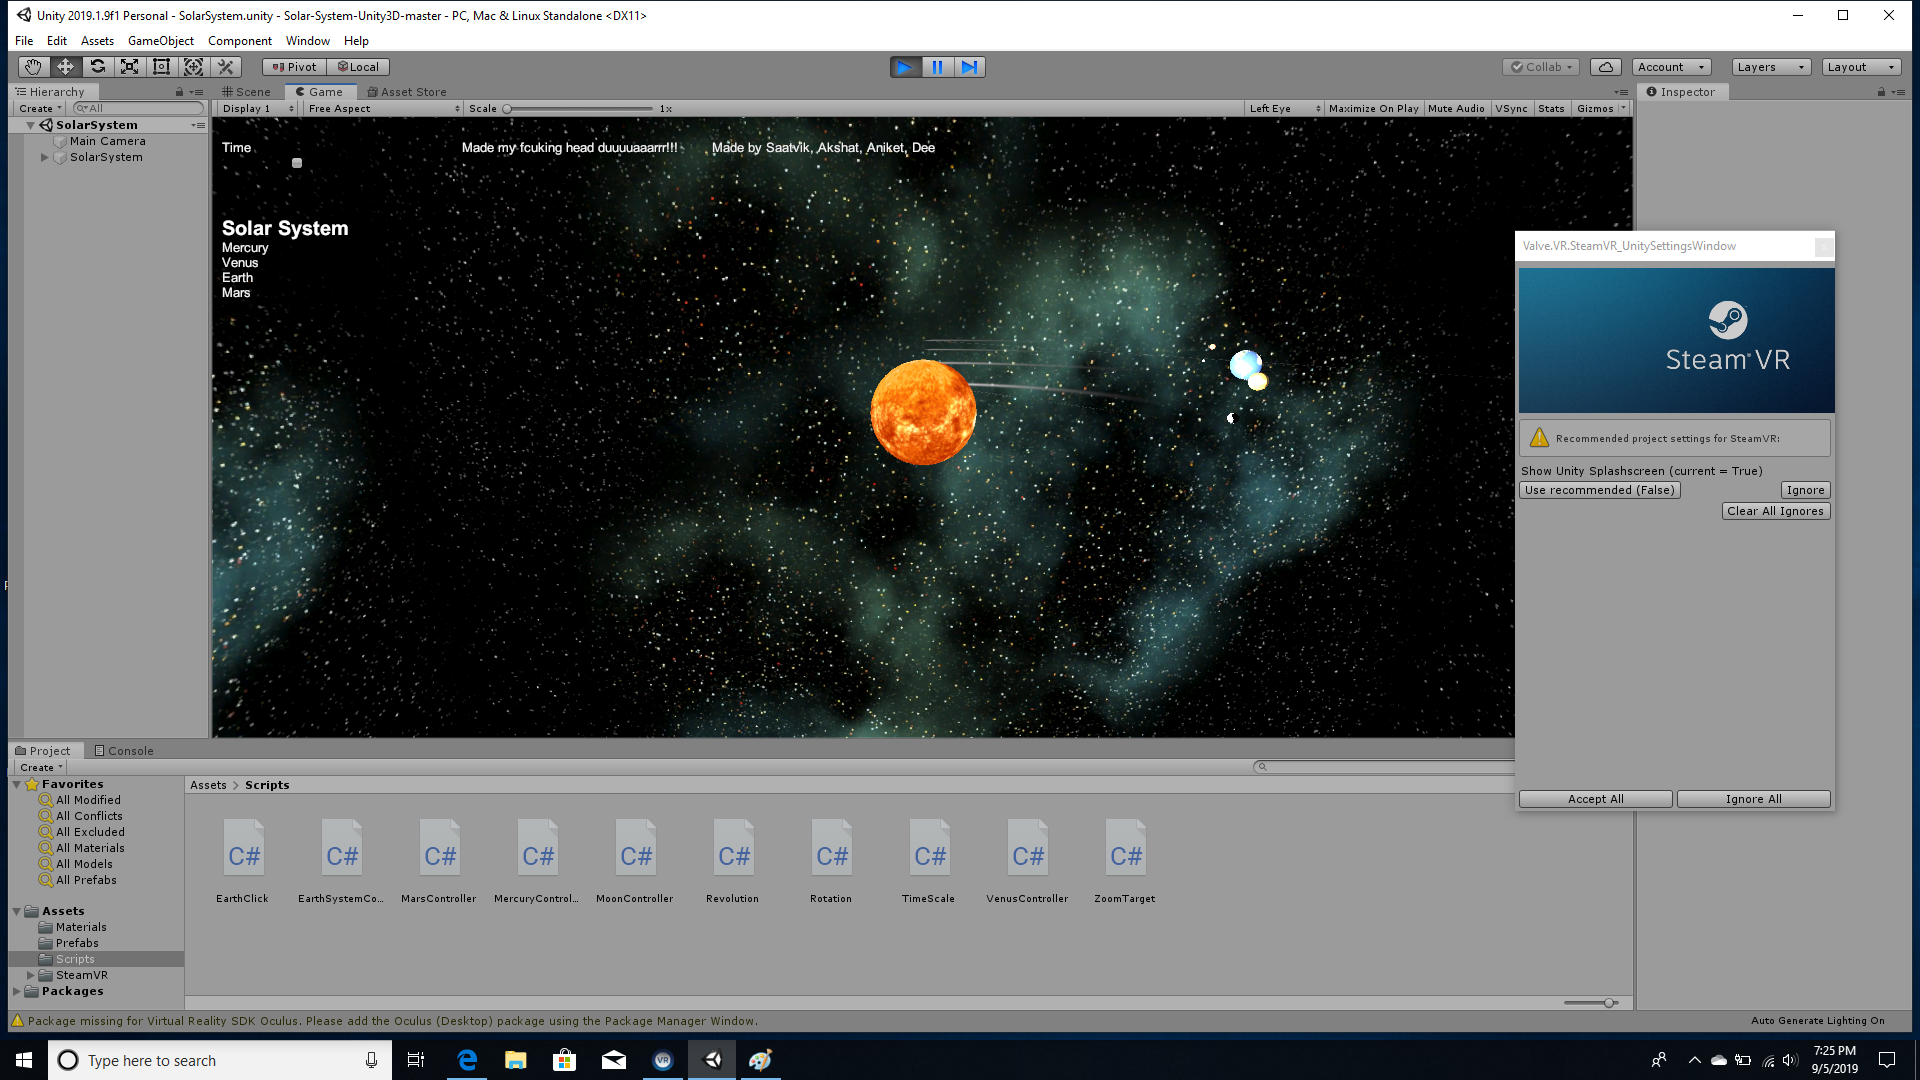 Unity 2019.1.9f1 Personal - SolarSystem.unity - Solar-System-Unity3D-master - PC, Mac & Linux Standalone <DX11>
File Edit Assets GameObject Component Window Help
Pivot Local Collab Account Layers Layout
Hierarchy Scene Game Asset Store Inspector
Create All Display 1 Free Aspect Scale 1x Left Eye Maximize On Play Mute Audio VSync Stats Gizmos
SolarSystem
Main Camera
SolarSystem
Time Made my fcuking head duuuuaaarrr!!! Made by Saatvik, Akshat, Aniket, Dee
Solar System
Mercury
Venus
Earth
Mars
Valve.VR.SteamVR_UnitySettingsWindow
Steam VR
Recommended project settings for SteamVR:
Show Unity Splashscreen (current = True)
Use recommended (False) Ignore
Clear All Ignores
Accept All Ignore All
Project Console
Create
Favorites
All Modified
All Conflicts
All Excluded
All Materials
All Models
All Prefabs
Assets
Materials
Prefabs
Scripts
SteamVR
Packages
Assets > Scripts
C# C# C# C# C# C# C# C# C# C#
EarthClick EarthSystemCo... MarsController MercuryControl... MoonController Revolution Rotation TimeScale VenusController ZoomTarget
Package missing for Virtual Reality SDK Oculus. Please add the Oculus (Desktop) package using the Package Manager Window.
Auto Generate Lighting On
Type here to search
VR
7:25 PM
9/5/2019